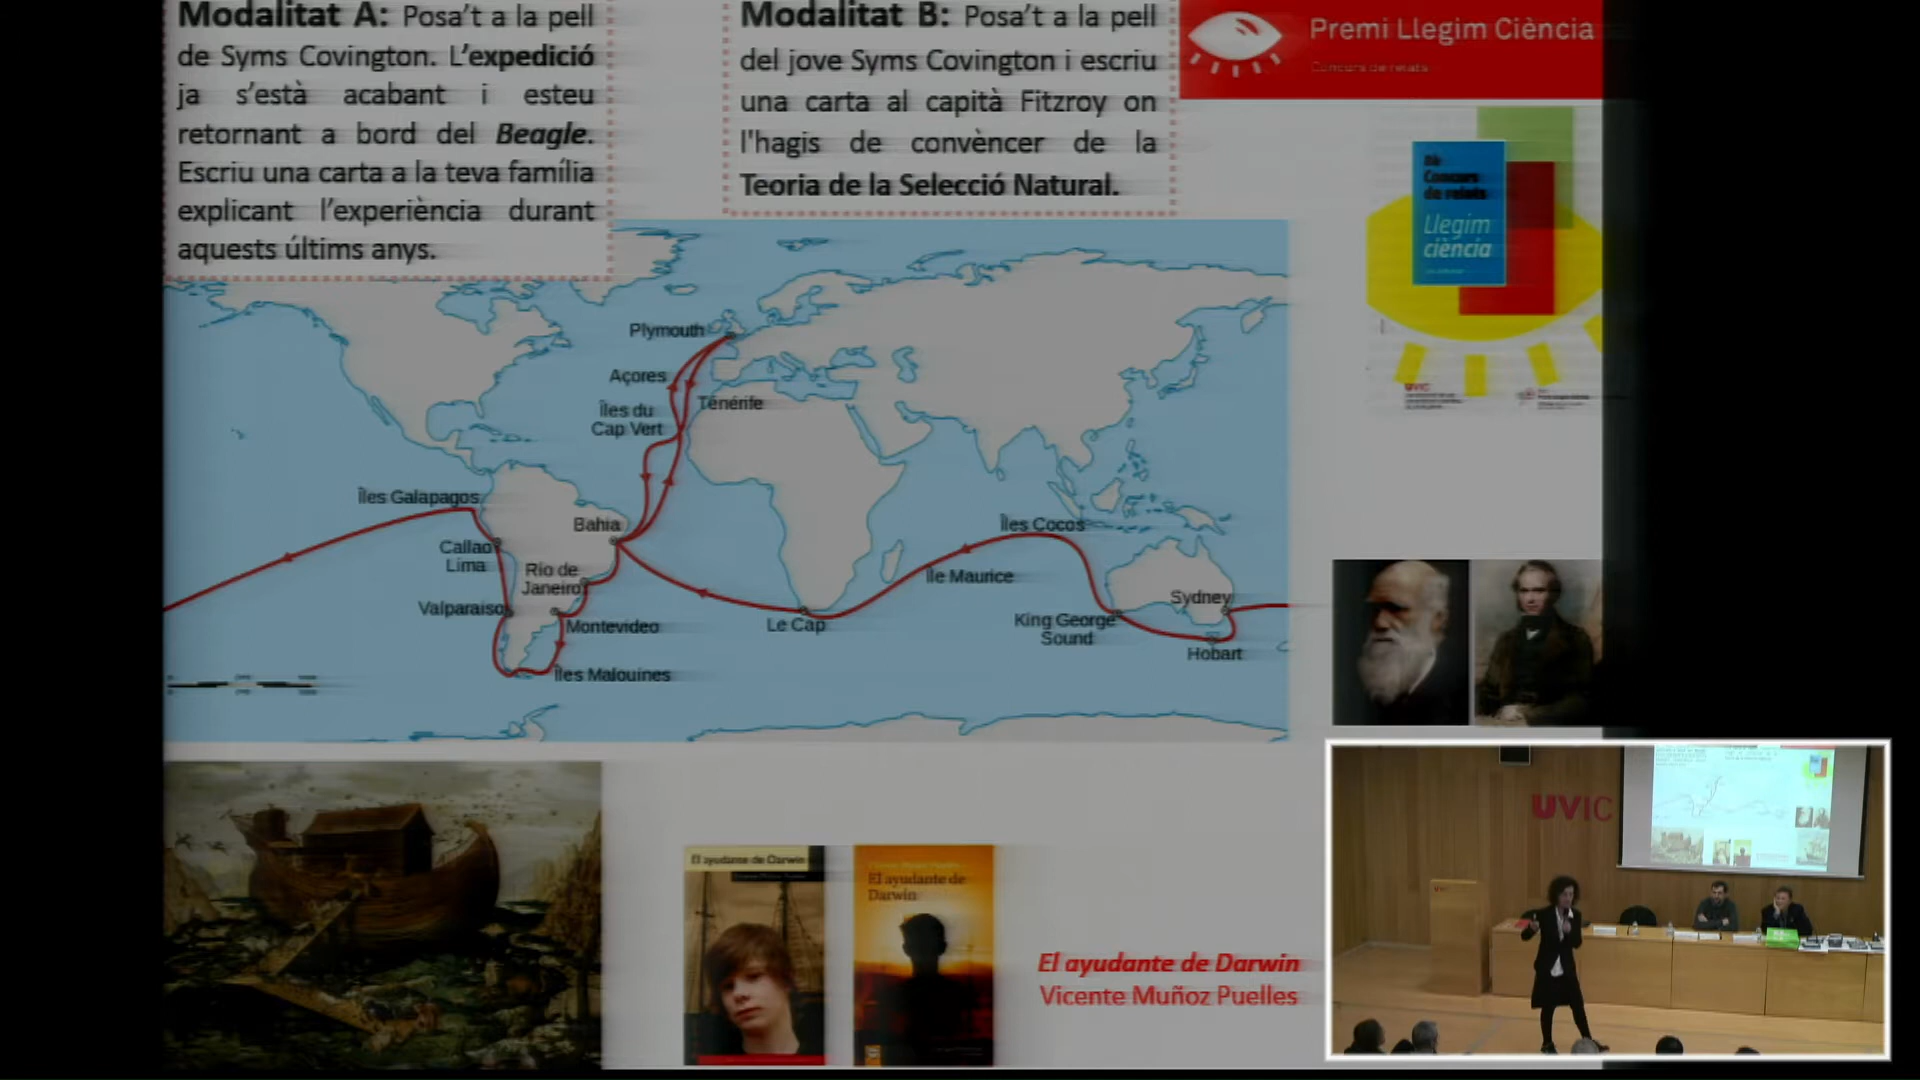 Modalitat A: Posa't a la pell
de Syms Covington. L'expedició
ja s'està acabant i esteu
retornant a bord del Beagle.
Escriu una carta a la teva família
explicant l'experiència durant
aquests últims anys.
Modalitat B: Posa't a la pell
del jove Syms Covington i escriu
una carta al capità Fitzroy on
l'hagis de convèncer de la
Teoria de la Selecció Natural.
Premi Llegim Ciència
Concurs de relats
8è
Concurs
de relats
Llegim
ciència
UVIC
Plymouth
Açores
Ténérife
Îles du
Cap Vert
Îles Galapagos
Bahia
Îles Cocos
Callao
Lima
Rio de
Janeiro
Île Maurice
Valparaiso
Sydney
Montevideo
Le Cap
King George
Sound
Hobart
Îles Malouines
El ayudante de Darwin
El ayudante de
Darwin
El ayudante de Darwin
Vicente Muñoz Puelles
UVIC